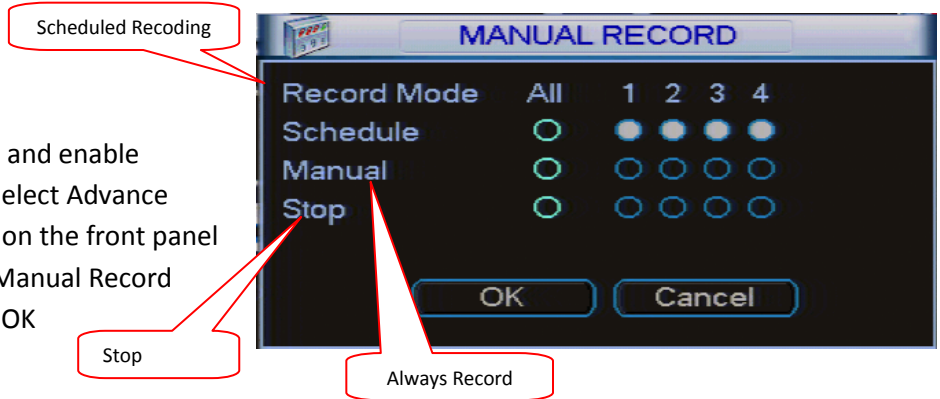 Scheduled Recoding
MANUAL RECORD
Record Mode All 1 2 3 4
Schedule
Manual
Stop
OK Cancel
and enable
elect Advance
on the front panel
Manual Record
OK
Stop
Always Record